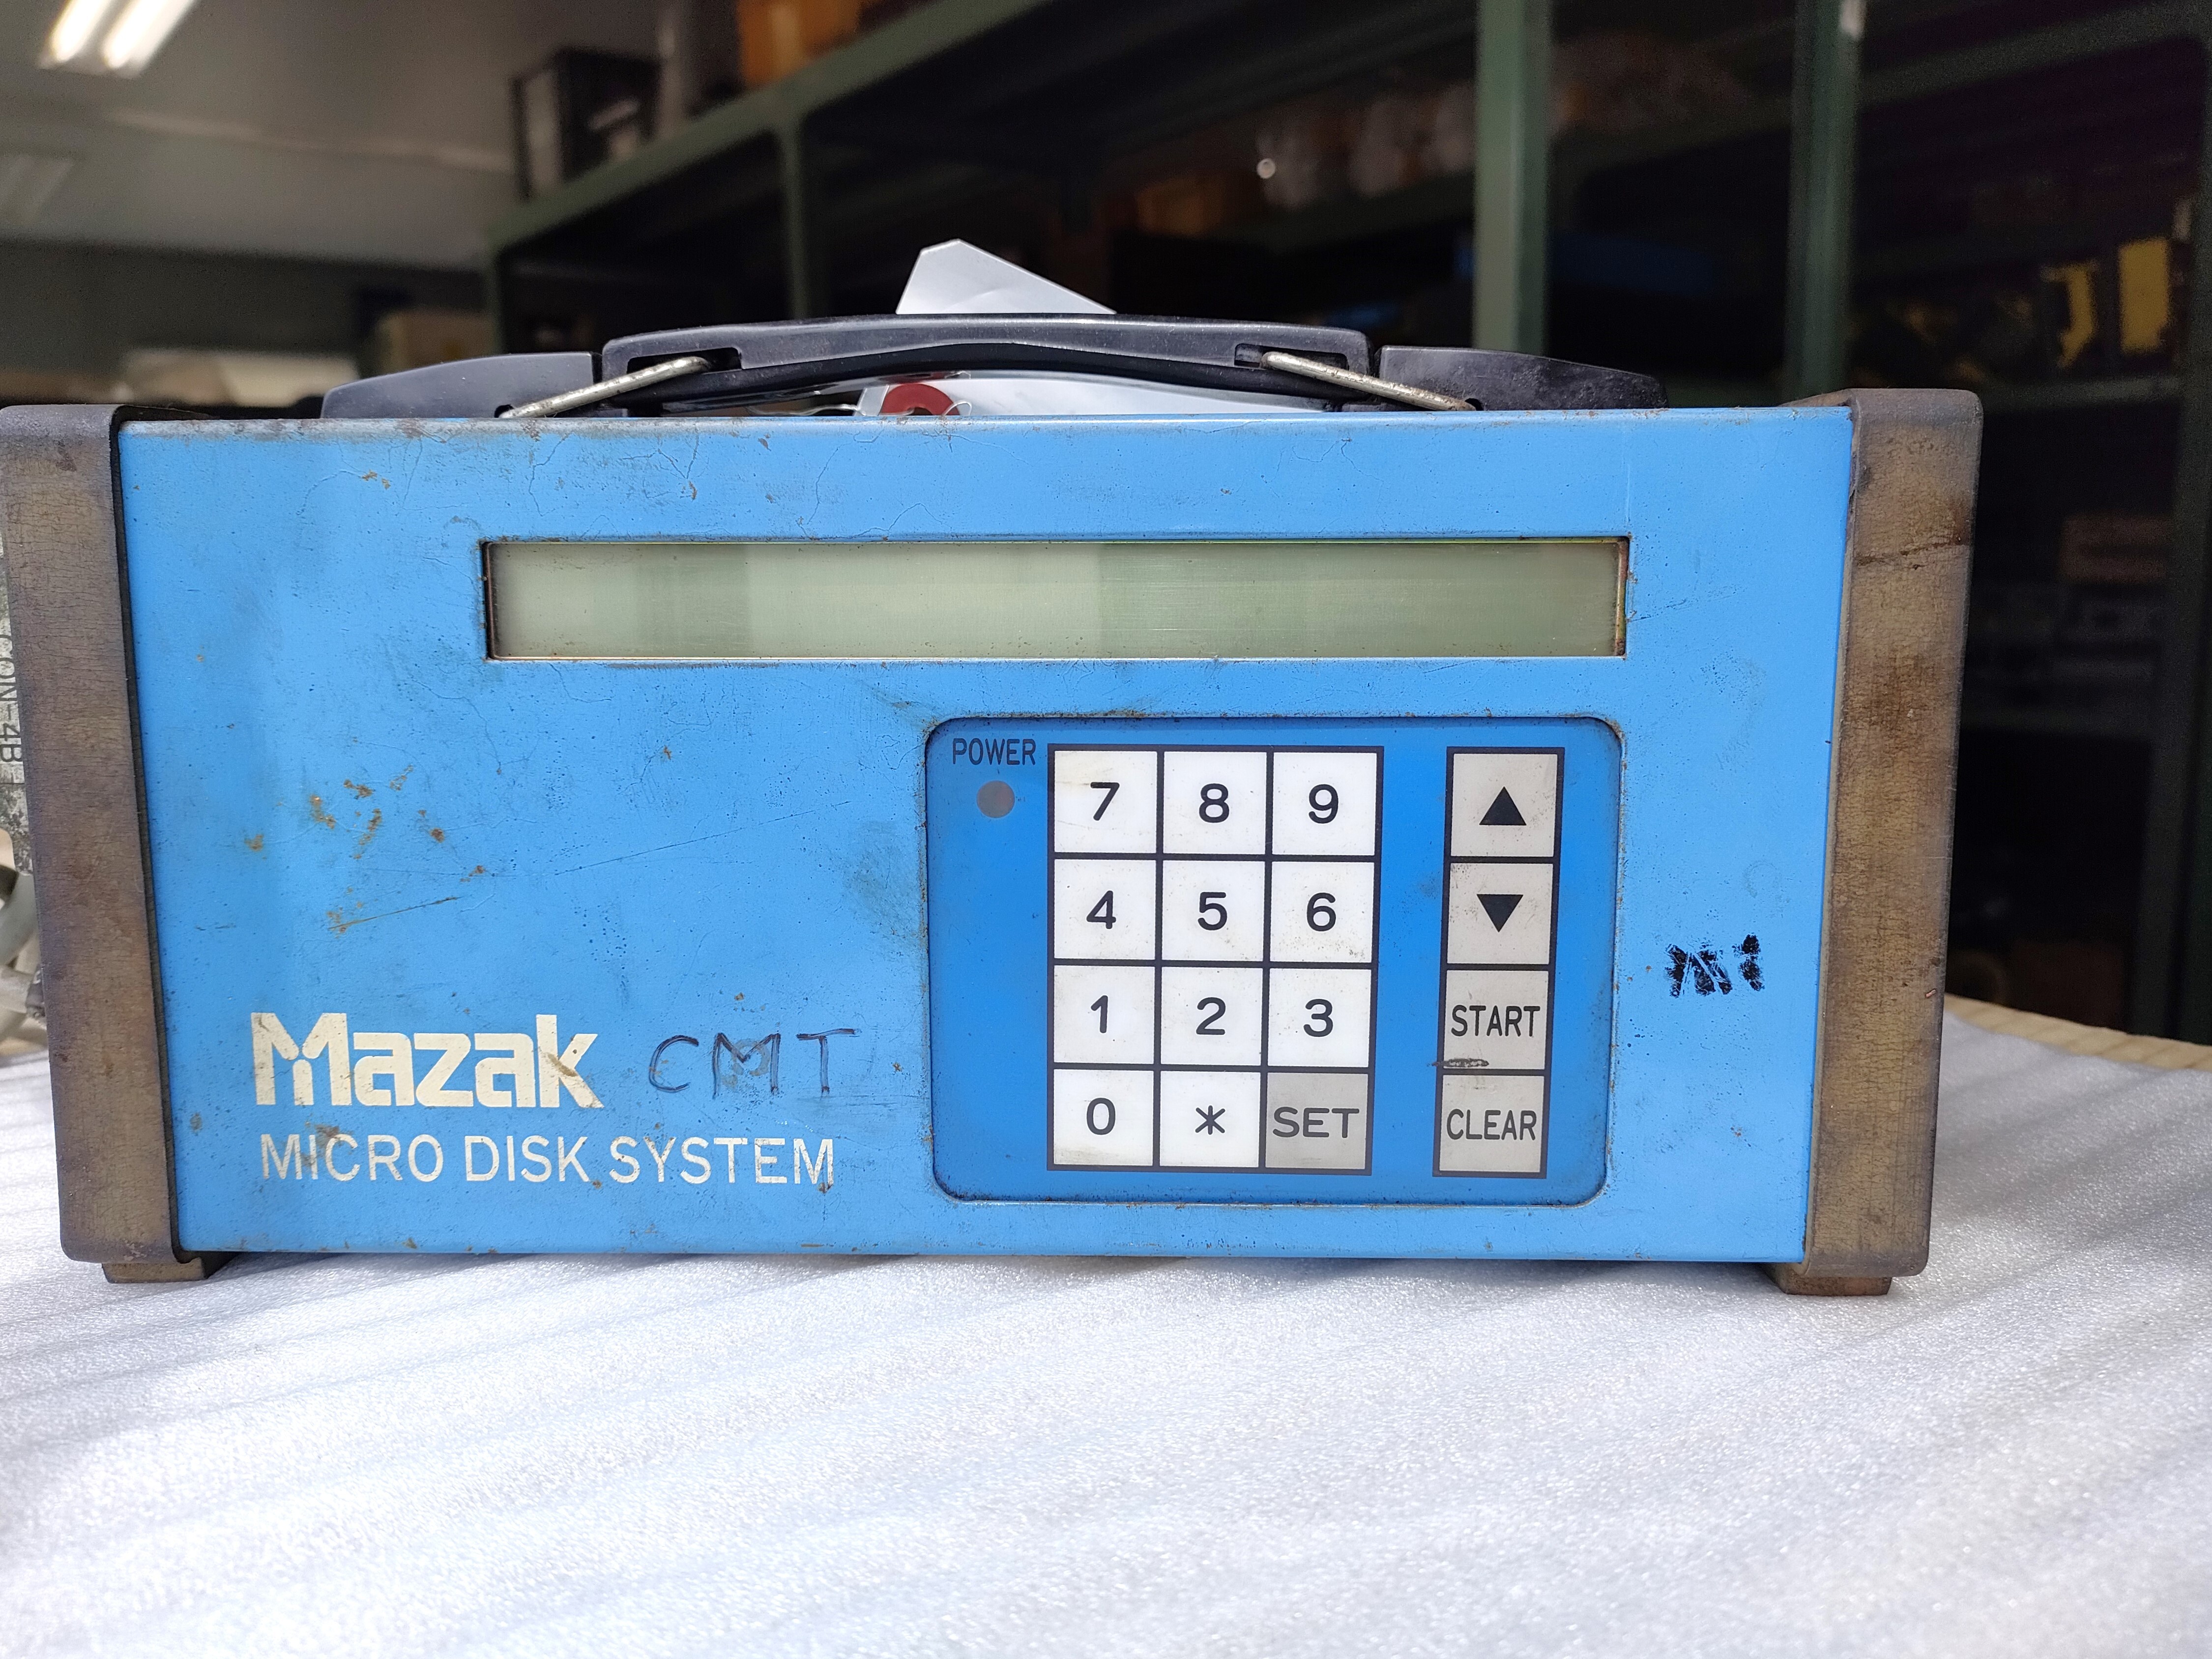 POWER
7 8 9 ▲
4 5 6 ▼
1 2 3 START
0 * SET CLEAR
Mazak CMT
MICRO DISK SYSTEM